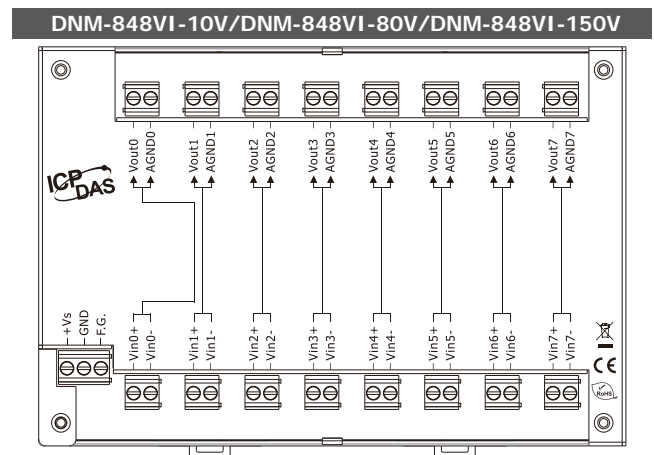 DNM-848VI-10V/DNM-848VI-80V/DNM-848VI-150V
Vout0
AGND0
Vout1
AGND1
Vout2
AGND2
Vout3
AGND3
Vout4
AGND4
Vout5
AGND5
Vout6
AGND6
Vout7
AGND7
ICP
DAS
+Vs
GND
F.G.
Vin0+
Vin0-
Vin1+
Vin1-
Vin2+
Vin2-
Vin3+
Vin3-
Vin4+
Vin4-
Vin5+
Vin5-
Vin6+
Vin6-
Vin7+
Vin7-
CE
RoHS